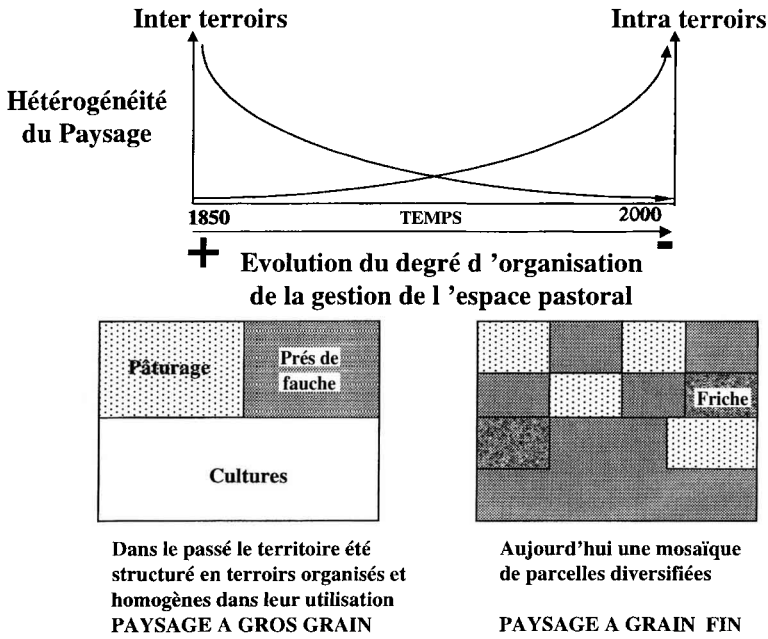 Inter terroirs
Intra terroirs
Hétérogénéité
du Paysage
1850
TEMPS
2000
+
-
Evolution du degré d ’organisation
de la gestion de l ’espace pastoral
Pâturage
Prés de
fauche
Cultures
Friche
Dans le passé le territoire été
structuré en terroirs organisés et
homogènes dans leur utilisation
PAYSAGE A GROS GRAIN
Aujourd’hui une mosaïque
de parcelles diversifiées
PAYSAGE A GRAIN FIN